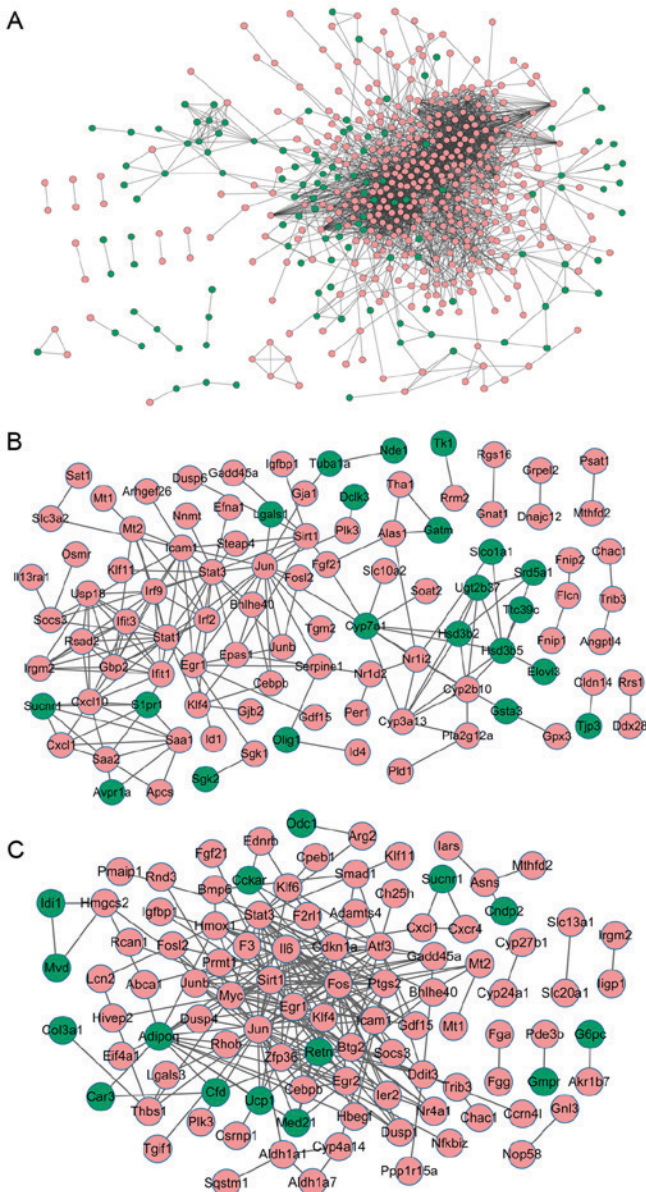 A
B
Sat1
Mt1
Arhgef26
Dusp6
Gadd45a
Igfbp1
Tuba1a
Nde1
Tk1
Rgs16
Grpel2
Psat1
Slc3a2
Mt2
Nnmt
Efna1
Lgals1
Gja1
Dclk3
Tha1
Rrm2
Gnat1
Dnajc12
Mthfd2
Osmr
Klf11
Icam1
Steap4
Sirt1
Plk3
Alas1
Gatm
Il13ra1
Stat3
Jun
Fgf21
Slco1a1
Srd5a1
Fnip2
Chac1
Socs3
Usp18
Irf9
Fosl2
Slc10a2
Soat2
Ugt2b37
Ttc39c
Flcn
Trib3
Ifit3
Irf2
Bhlhe40
Tgm2
Cyp7a1
Hsd3b2
Fnip1
Angptl4
Rsad2
Stat1
Junb
Hsd3b5
Irgm2
Gbp2
Ifit1
Egr1
Epas1
Serpine1
Nr1d2
Nr1i2
Elovl3
Cebpb
Cyp2b10
Cldn14
Rrs1
Sucnr1
Cxcl10
S1pr1
Klf4
Gjb2
Gdf15
Per1
Cyp3a13
Gsta3
Tjp3
Ddx28
Cxcl1
Saa2
Saa1
Id1
Sgk1
Olig1
Id4
Pla2g12a
Gpx3
Avpr1a
Apcs
Sgk2
Pld1
C
Odc1
Fgf21
Ednrb
Cpeb1
Arg2
Klf11
Iars
Pmaip1
Rnd3
Cckar
Klf6
Smad1
Sucnr1
Asns
Mthfd2
Idi1
Hmgcs2
Igfbp1
Bmp6
Stat3
F2rl1
Adamts4
Ch25h
Cndp2
Hmox1
Cxcl1
Cxcr4
Slc13a1
Irgm2
Rcan1
F3
Il6
Cdkn1a
Atf3
Cyp27b1
Mvd
Fosl2
Prmt1
Gadd45a
Mt2
Lcn2
Abca1
Junb
Sirt1
Fos
Ptgs2
Bhlhe40
Cyp24a1
Slc20a1
Iigp1
Hivep2
Myc
Egr1
Klf4
Icam1
Gdf15
Mt1
Col3a1
Adipoq
Dusp4
Jun
Btg2
Socs3
Fga
Pde3b
G6pc
Eif4a1
Rhob
Zfp36
Retn
Lgals3
Cebpb
Egr2
Ier2
Ddit3
Trib3
Fgg
Gmpr
Akr1b7
Car3
Thbs1
Cfd
Ucp1
Med21
Hbegf
Nr4a1
Chac1
Ccrn4l
Gnl3
Tgif1
Plk3
Csrnp1
Dusp1
Nfkbiz
Nop58
Aldh1a1
Cyp4a14
Ppp1r15a
Sqstm1
Aldh1a7